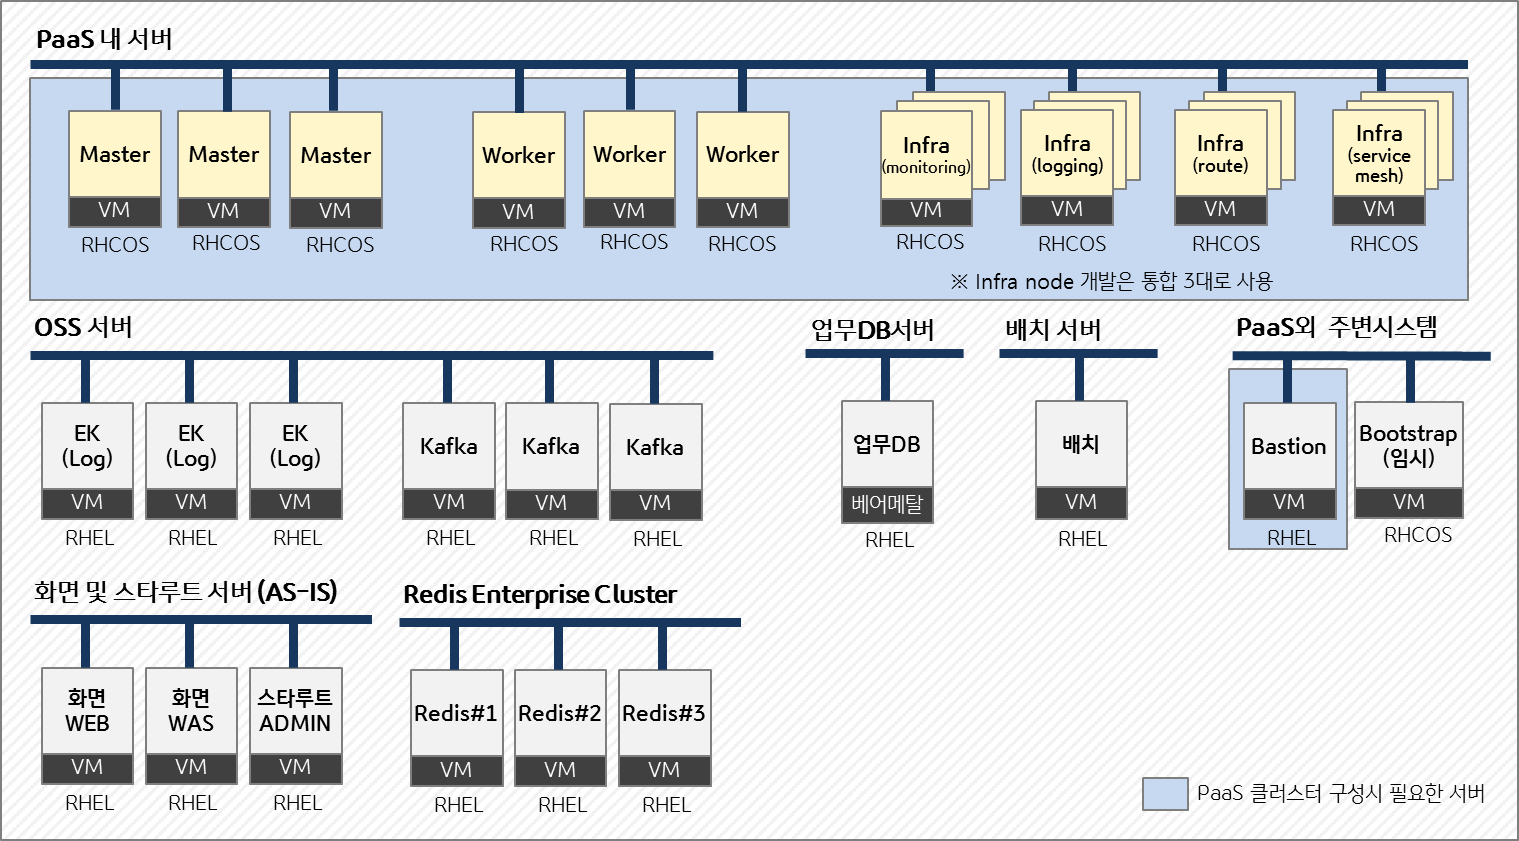 PaaS 내 서버
Master
VM
RHCOS
Master
VM
RHCOS
Master
VM
RHCOS
Worker
VM
RHCOS
Worker
VM
RHCOS
Worker
VM
RHCOS
Infra
(monitoring)
VM
RHCOS
Infra
(logging)
VM
RHCOS
Infra
(route)
VM
RHCOS
Infra
(service
mesh)
VM
RHCOS
※ Infra node 개발은 통합 3대로 사용
OSS 서버
EK
(Log)
VM
RHEL
EK
(Log)
VM
RHEL
EK
(Log)
VM
RHEL
Kafka
VM
RHEL
Kafka
VM
RHEL
Kafka
VM
RHEL
업무DB서버
업무DB
베어메탈
RHEL
배치 서버
배치
VM
RHEL
PaaS외 주변시스템
Bastion
VM
RHEL
Bootstrap
(임시)
VM
RHCOS
화면 및 스타루트 서버 (AS-IS)
화면
WEB
VM
RHEL
화면
WAS
VM
RHEL
스타루트
ADMIN
VM
RHEL
Redis Enterprise Cluster
Redis#1
VM
RHEL
Redis#2
VM
RHEL
Redis#3
VM
RHEL
PaaS 클러스터 구성시 필요한 서버